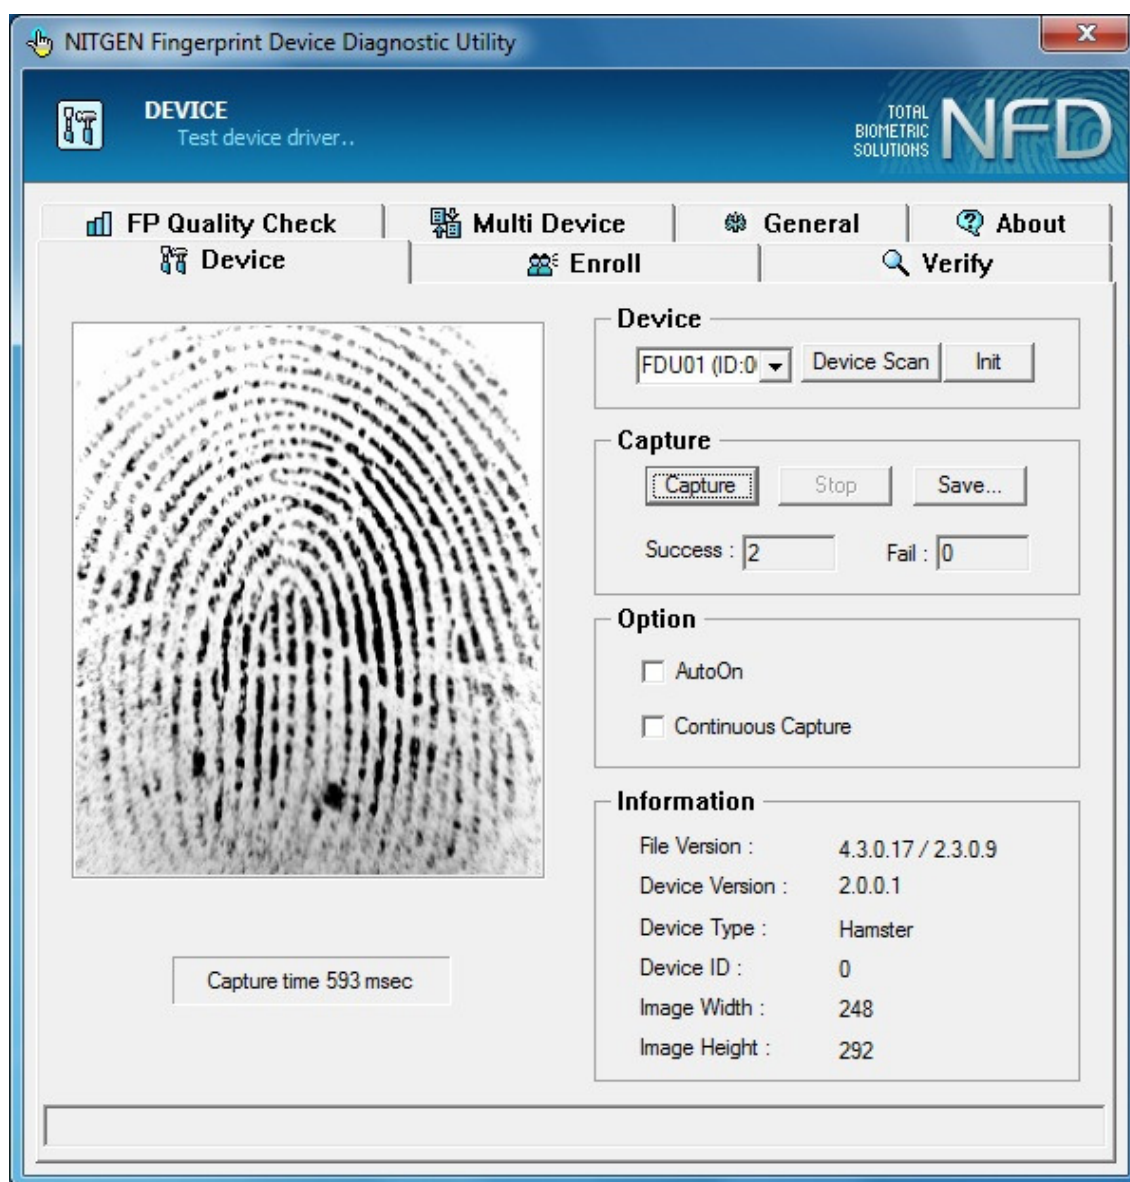 NITGEN Fingerprint Device Diagnostic Utility
DEVICE
Test device driver..
TOTAL
BIOMETRIC
SOLUTIONS
NFD
FP Quality Check
Multi Device
General
About
Device
Enroll
Verify
Device
FDU01 (ID:0
Device Scan
Init
Capture
Capture
Stop
Save...
Success : 2
Fail : 0
Option
AutoOn
Continuous Capture
Information
File Version : 4.3.0.17 / 2.3.0.9
Device Version : 2.0.0.1
Device Type : Hamster
Device ID : 0
Image Width : 248
Image Height : 292
Capture time 593 msec